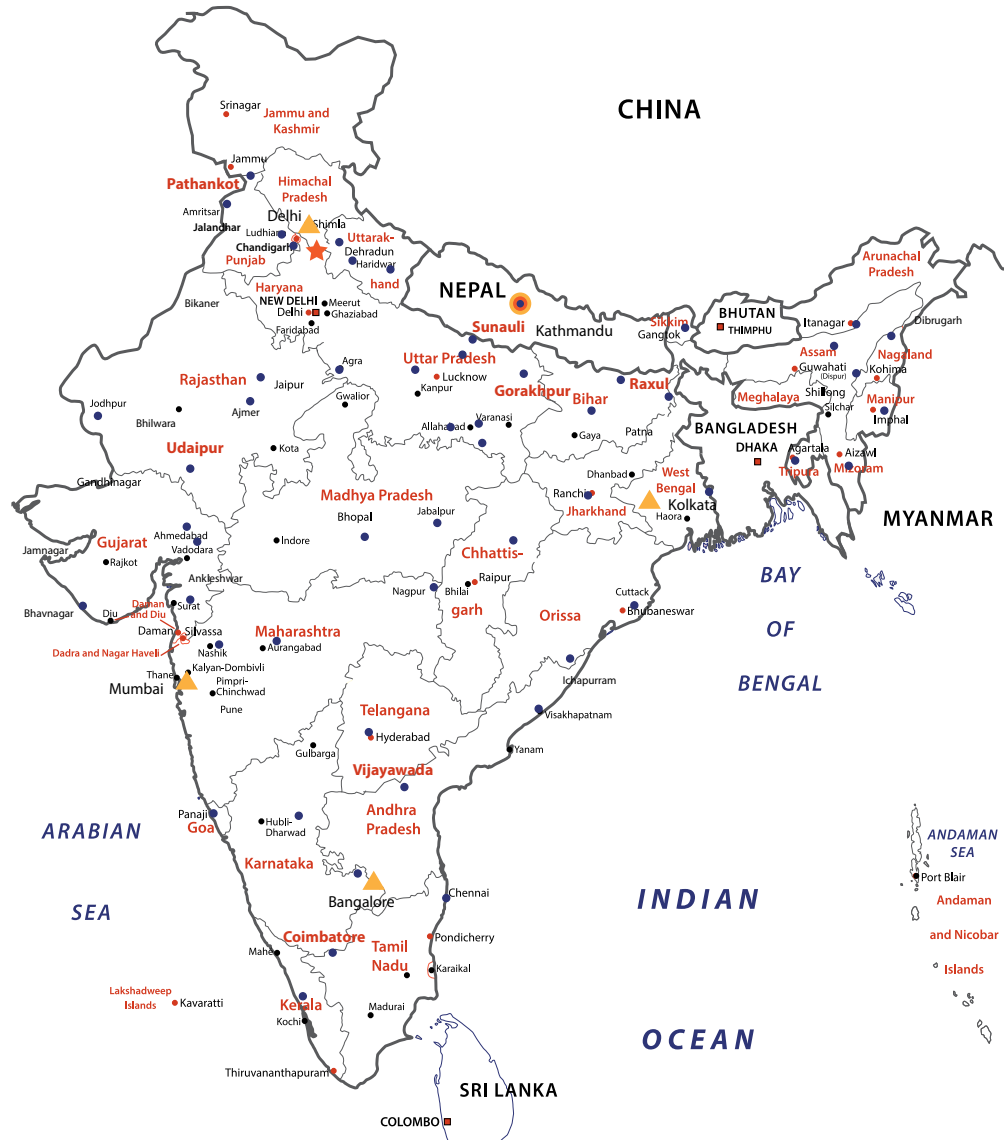 CHINA
Srinagar
Jammu and
Kashmir
Jammu
Pathankot
Himachal
Pradesh
Amritsar
Delhi
Shimla
Jalandhar
Ludhian
Chandigarh
Punjab
Uttarak-
Dehradun
Haridwar
hand
Arunachal
Pradesh
Haryana
NEW DELHI
Delhi
Meerut
Ghaziabad
Faridabad
Bikaner
NEPAL
Sunauli
Kathmandu
Sikkim
Gangtok
BHUTAN
THIMPHU
Itanagar
Dibrugarh
Assam
Guwahati
(Dispur)
Nagaland
Kohima
Rajasthan
Jaipur
Agra
Uttar Pradesh
Lucknow
Kanpur
Gorakhpur
Raxul
Bihar
Meghalaya
Shillong
Silchar
Manipur
Imphal
Jodhpur
Bhilwara
Ajmer
Gwalior
Allahabad
Varanasi
Gaya
Patna
BANGLADESH
DHAKA
Agartala
Tripura
Aizawl
Mizoram
Udaipur
Kota
Gandhinagar
Dhanbad
West
Bengal
Madhya Pradesh
Jabalpur
Bhopal
Ranchi
Jharkhand
Kolkata
Haora
MYANMAR
Jamnagar
Gujarat
Rajkot
Ahmedabad
Vadodara
Ankleshwar
Indore
Chhattis-
garh
Raipur
Bhilai
Nagpur
BAY
OF
BENGAL
Bhavnagar
Diu
Daman
and Diu
Surat
Orissa
Cuttack
Bhubaneswar
Daman
Silvassa
Dadra and Nagar Haveli
Nashik
Maharashtra
Aurangabad
Kalyan-Dombivli
Thane
Mumbai
Pimpri-
Chinchwad
Pune
Ichapurram
Telangana
Hyderabad
Visakhapatnam
Gulbarga
Yanam
Vijayawada
Panaji
Goa
Hubli-
Dharwad
Andhra
Pradesh
ARABIAN
SEA
Karnataka
Bangalore
Chennai
INDIAN
OCEAN
ANDAMAN
SEA
Port Blair
Andaman
and Nicobar
Islands
Coimbatore
Mahe
Tamil
Nadu
Pondicherry
Karaikal
Lakshadweep
Islands
Kavaratti
Kerala
Kochi
Madurai
Thiruvananthapuram
SRI LANKA
COLOMBO